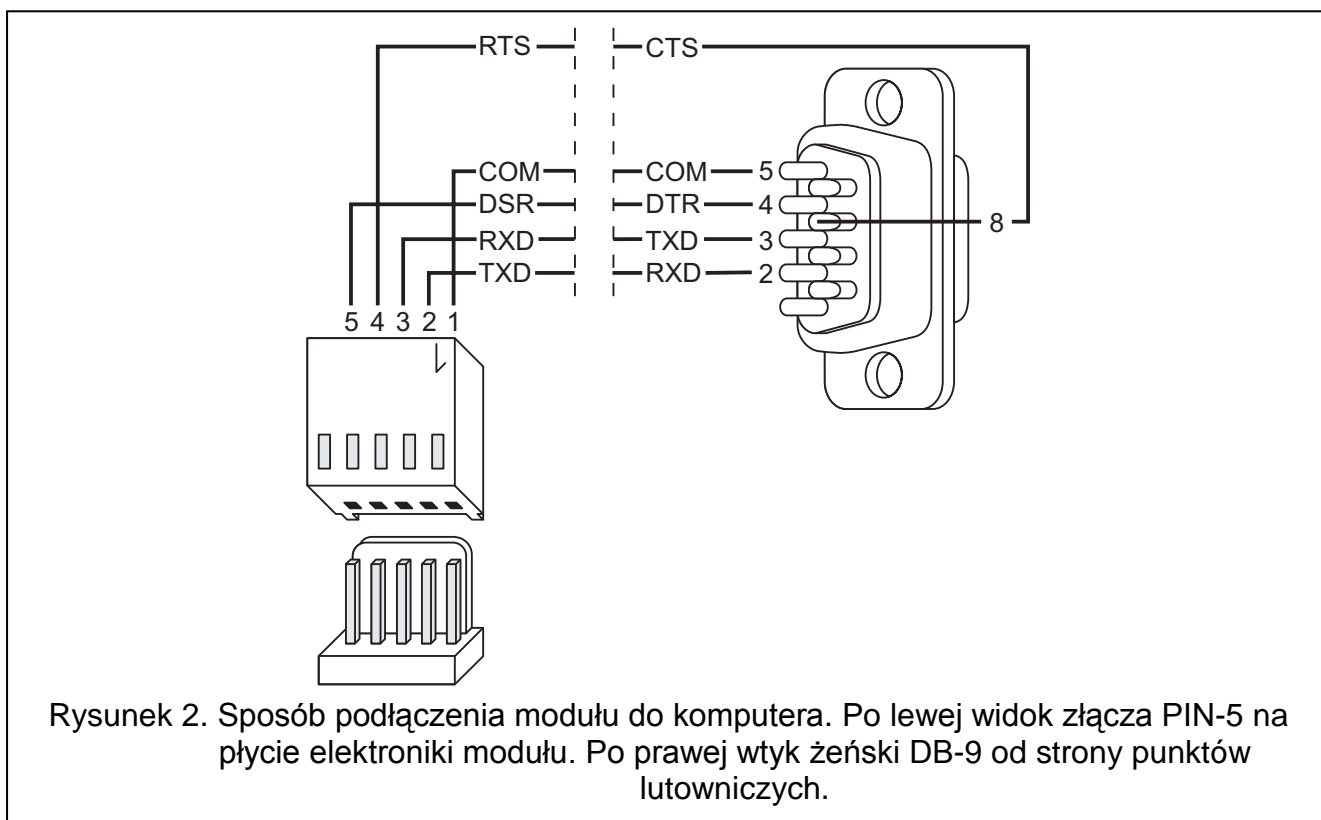 RTS CTS
COM COM 5
DSR DTR 4
8
RXD TXD 3
TXD RXD 2
5 4 3 2 1
Rysunek 2. Sposób podłączenia modułu do komputera. Po lewej widok złącza PIN-5 na
płycie elektroniki modułu. Po prawej wtyk żeński DB-9 od strony punktów
lutowniczych.